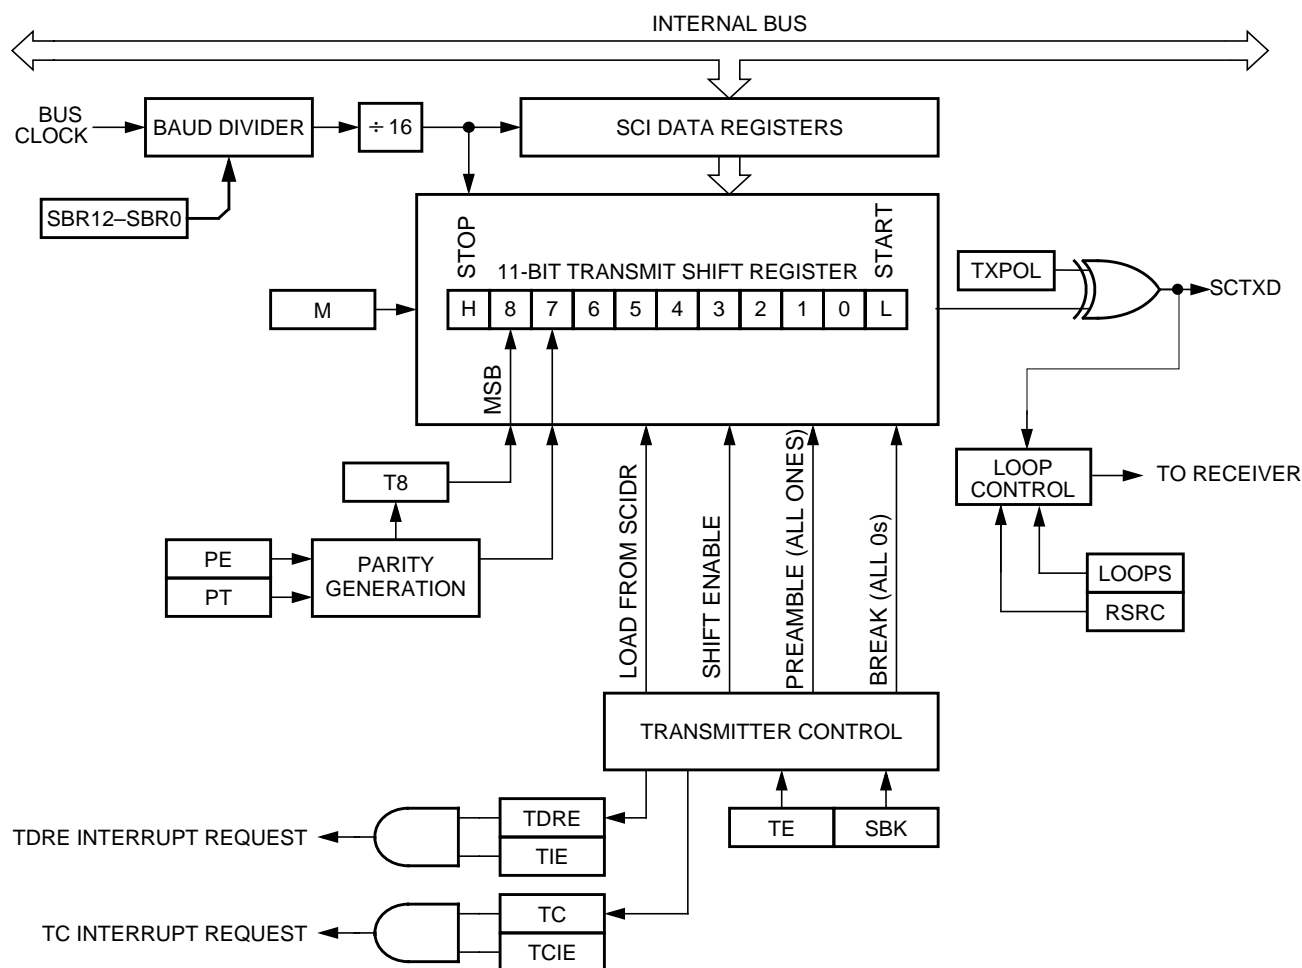 INTERNAL BUS
BUS
CLOCK
BAUD DIVIDER
÷ 16
SCI DATA REGISTERS
SBR12–SBR0
STOP
START
11-BIT TRANSMIT SHIFT REGISTER
H 8 7 6 5 4 3 2 1 0 L
M
MSB
TXPOL
SCTXD
LOOP
CONTROL
TO RECEIVER
LOOPS
RSRC
T8
PE
PT
PARITY
GENERATION
LOAD FROM SCIDR
SHIFT ENABLE
PREAMBLE (ALL ONES)
BREAK (ALL 0s)
TRANSMITTER CONTROL
TE
SBK
TDRE INTERRUPT REQUEST
TDRE
TIE
TC INTERRUPT REQUEST
TC
TCIE